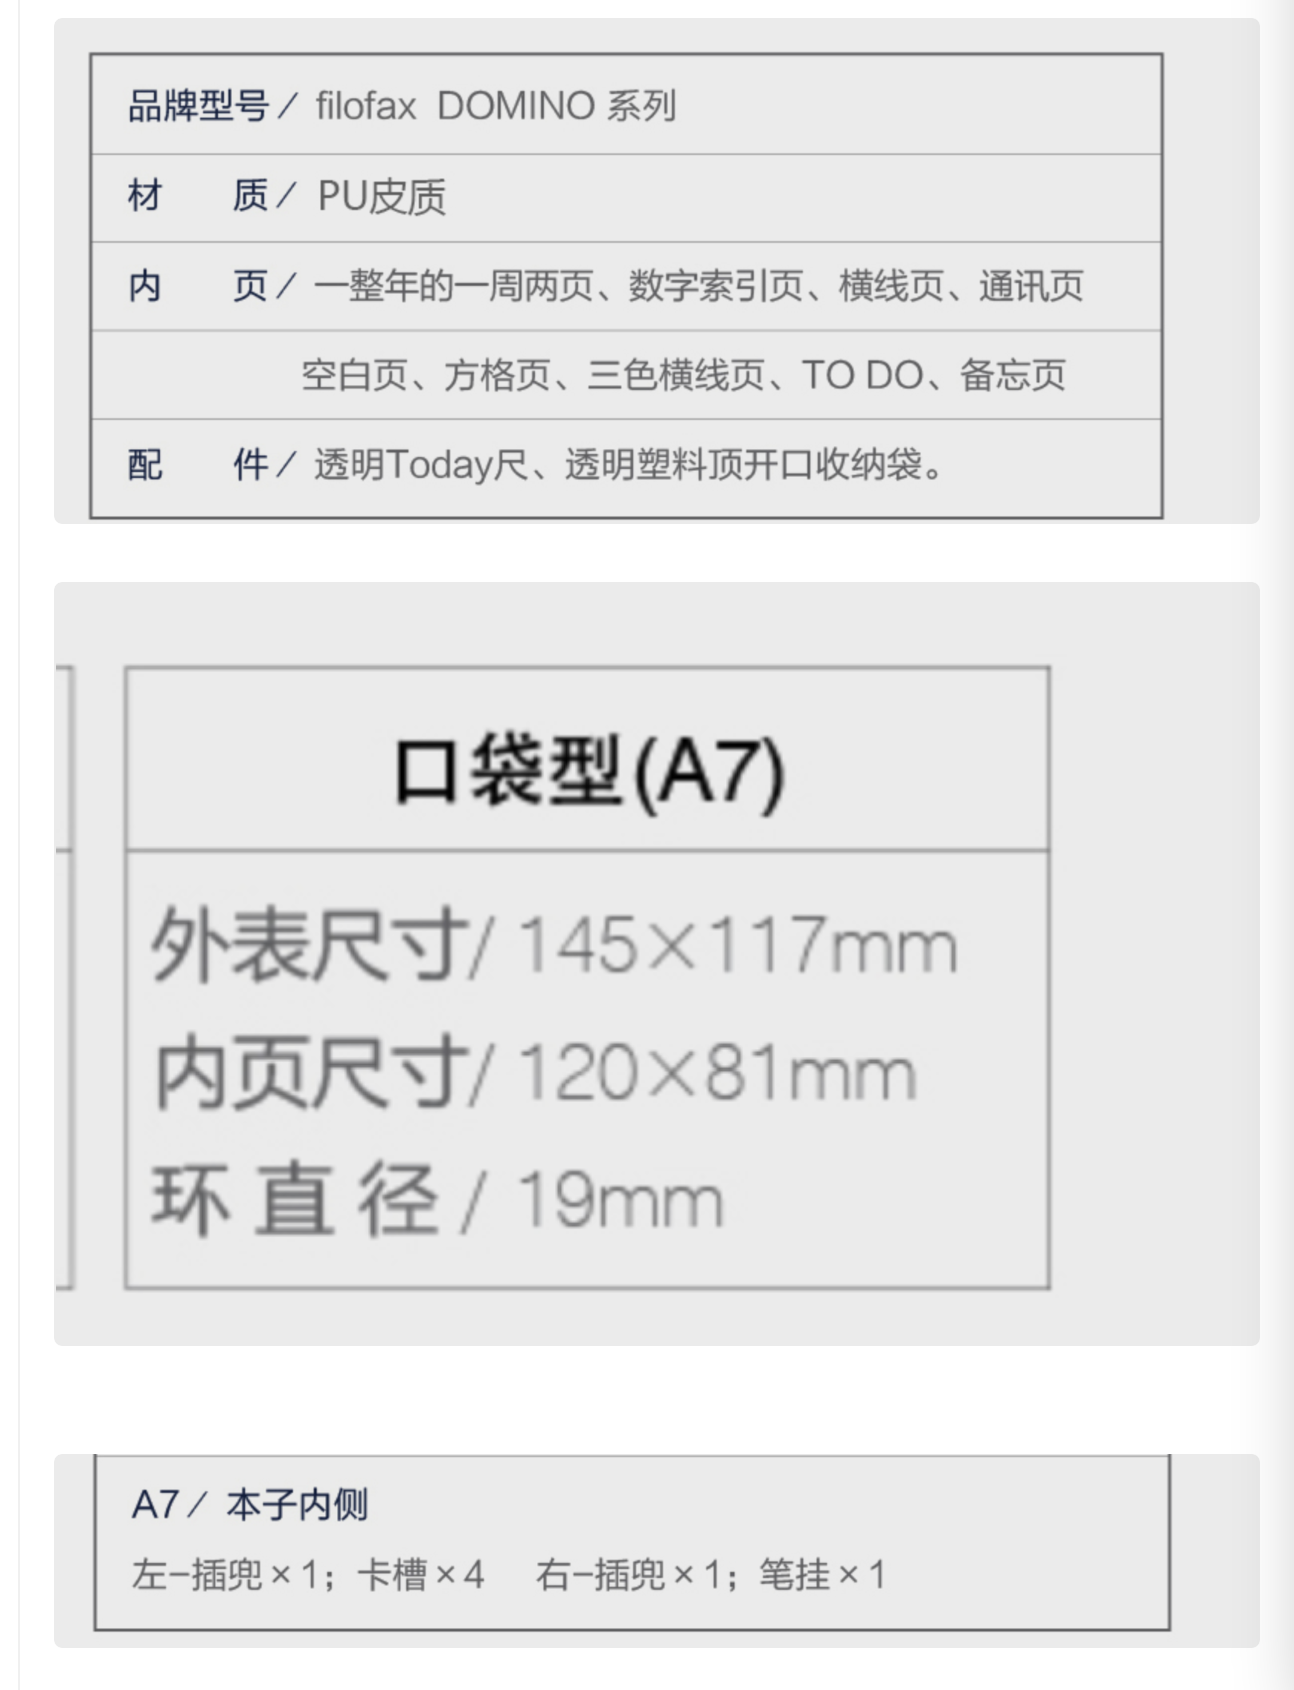 品牌型号/ filofax DOMINO 系列
材 质/ PU皮质
内 页/ 一整年的一周两页、数字索引页、横线页、通讯页
空白页、方格页、三色横线页、TO DO、备忘页
配 件/ 透明Today尺、透明塑料顶开口收纳袋。
口袋型(A7)
外表尺寸/ 145×117mm
内页尺寸/ 120×81mm
环 直 径 / 19mm
A7/ 本子内侧
左-插兜×1；卡槽×4 右-插兜×1；笔挂×1